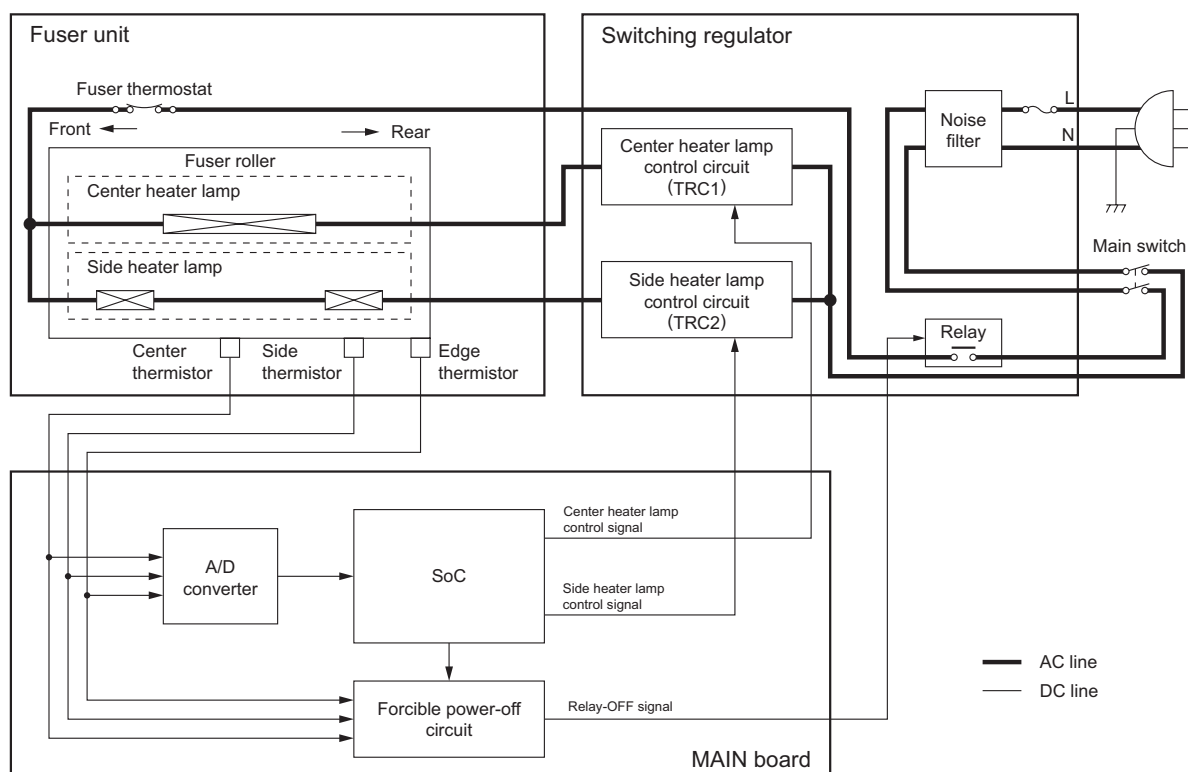 Fuser unit
Switching regulator
Fuser thermostat
Front
Rear
Fuser roller
Center heater lamp
Side heater lamp
Center
thermistor
Side
thermistor
Edge
thermistor
Center heater lamp
control circuit
(TRC1)
Side heater lamp
control circuit
(TRC2)
Noise
filter
L
N
Main switch
Relay
A/D
converter
SoC
Center heater lamp
control signal
Side heater lamp
control signal
Forcible power-off
circuit
Relay-OFF signal
AC line
DC line
MAIN board